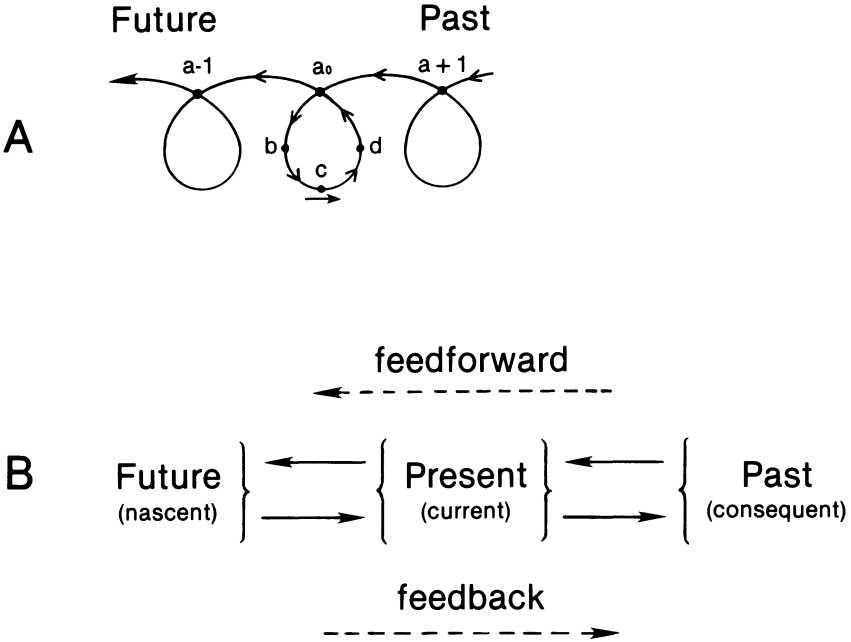 Future Past
a-1 a₀ a + 1
A
b d
c
feedforward
B
Future Present Past
(nascent) (current) (consequent)
feedback